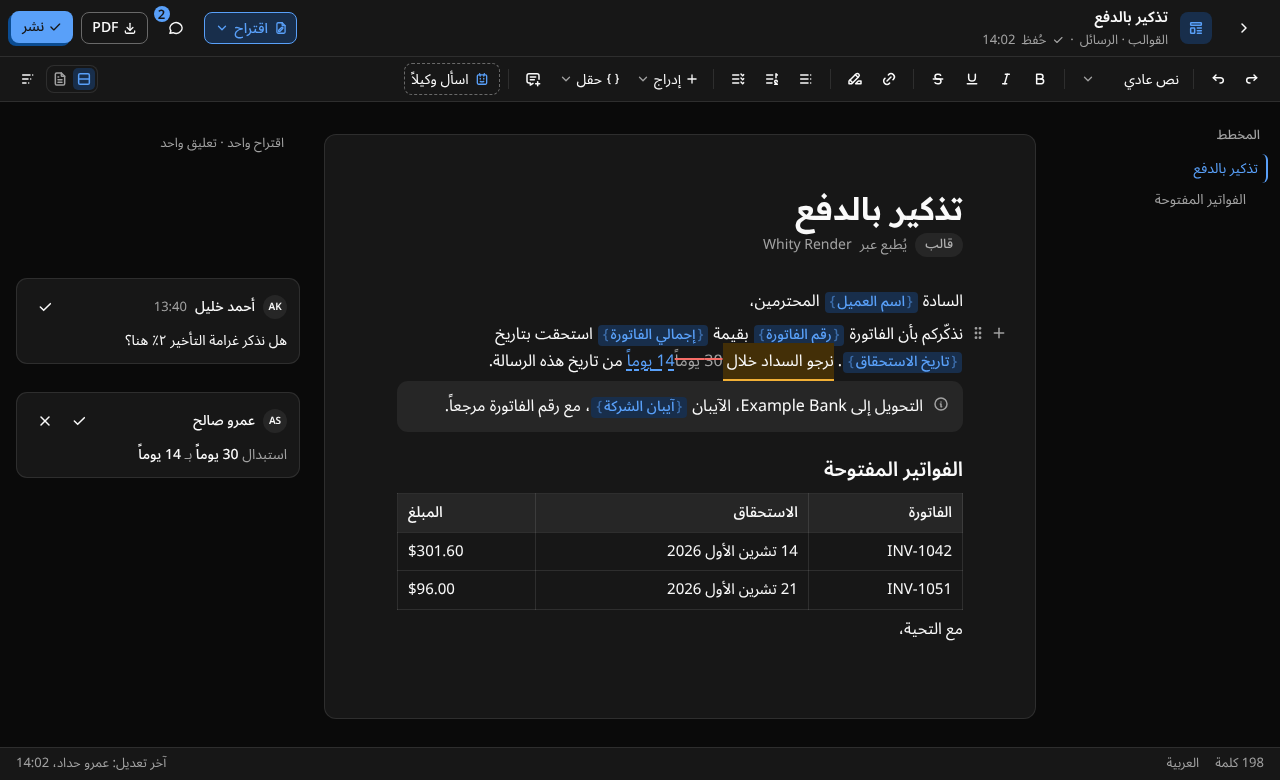 تذكير بالدفع
القوالب · الرسائل · ✓ حُفظ 14:02
اقتراح
2
PDF
نشر
نص عادي
B I U S
إدراج
{ } حقل
اسأل وكيلاً
المخطط
تذكير بالدفع
الفواتير المفتوحة
تذكير بالدفع
قالب يُطبع عبر Whity Render
السادة {اسم العميل} المحترمين،
نذكّركم بأن الفاتورة {رقم الفاتورة} بقيمة {إجمالي الفاتورة} استحقت بتاريخ
{تاريخ الاستحقاق}. نرجو السداد خلال 30 يوماً14 يوماً من تاريخ هذه الرسالة.
التحويل إلى Example Bank، الآيبان {آيبان الشركة}، مع رقم الفاتورة مرجعاً.
الفواتير المفتوحة
الفاتورة الاستحقاق المبلغ
INV-1042 14 تشرين الأول 2026 $301.60
INV-1051 21 تشرين الأول 2026 $96.00
مع التحية،
اقتراح واحد · تعليق واحد
AK أحمد خليل 13:40
هل نذكر غرامة التأخير ٢٪ هنا؟
AS عمرو صالح
استبدال 30 يوماً بـ 14 يوماً
198 كلمة العربية
آخر تعديل: عمرو حداد، 14:02